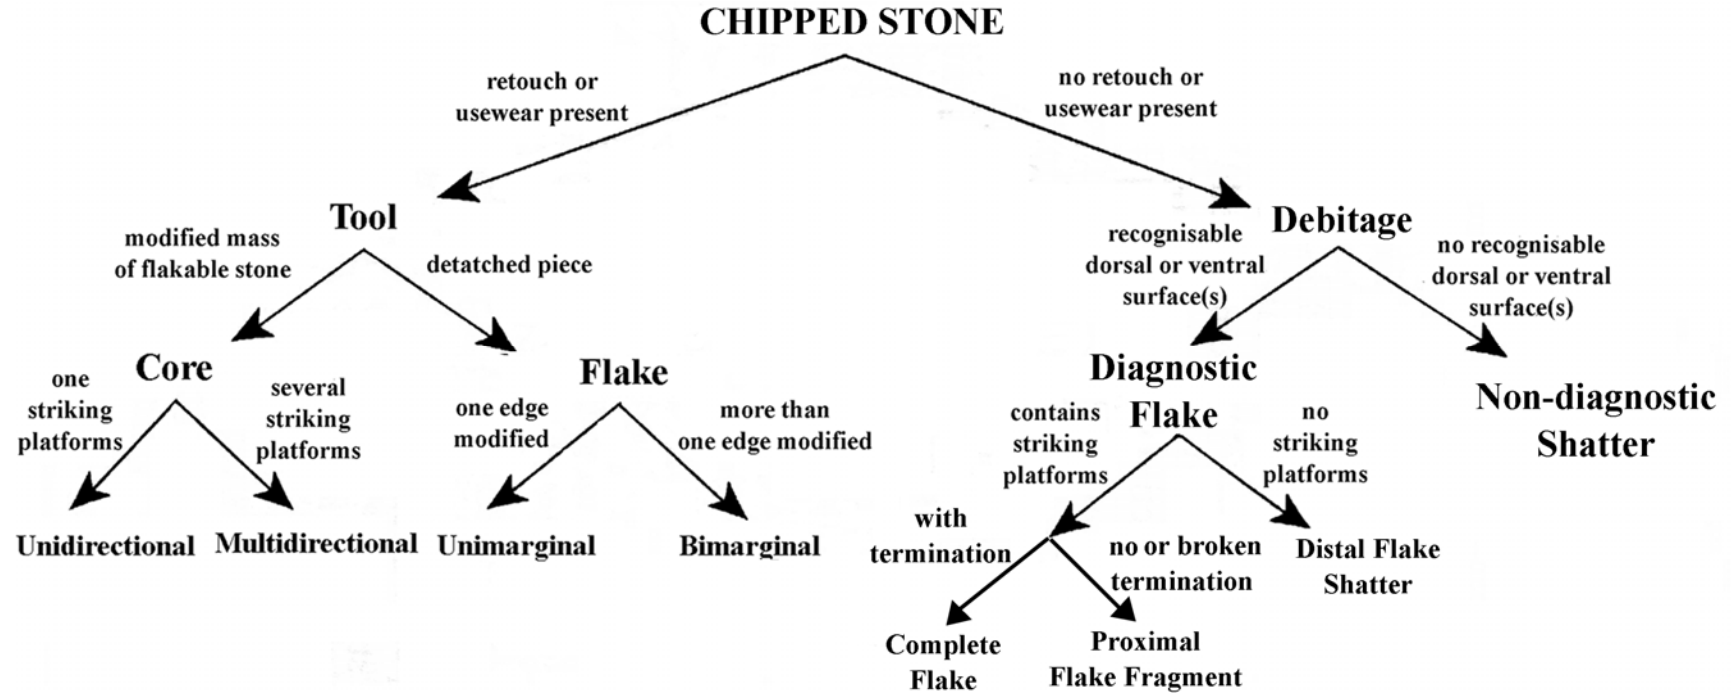 CHIPPED STONE
retouch or
usewear present
no retouch or
usewear present
Tool
Debitage
modified mass
of flakable stone
detatched piece
recognisable
dorsal or ventral
surface(s)
no recognisable
dorsal or ventral
surface(s)
Core
Flake
Diagnostic
Flake
Non-diagnostic
Shatter
one
striking
platforms
several
striking
platforms
one edge
modified
more than
one edge modified
contains
striking
platforms
no
striking
platforms
Unidirectional
Multidirectional
Unimarginal
Bimarginal
with
termination
no or broken
termination
Distal Flake
Shatter
Complete
Flake
Proximal
Flake Fragment